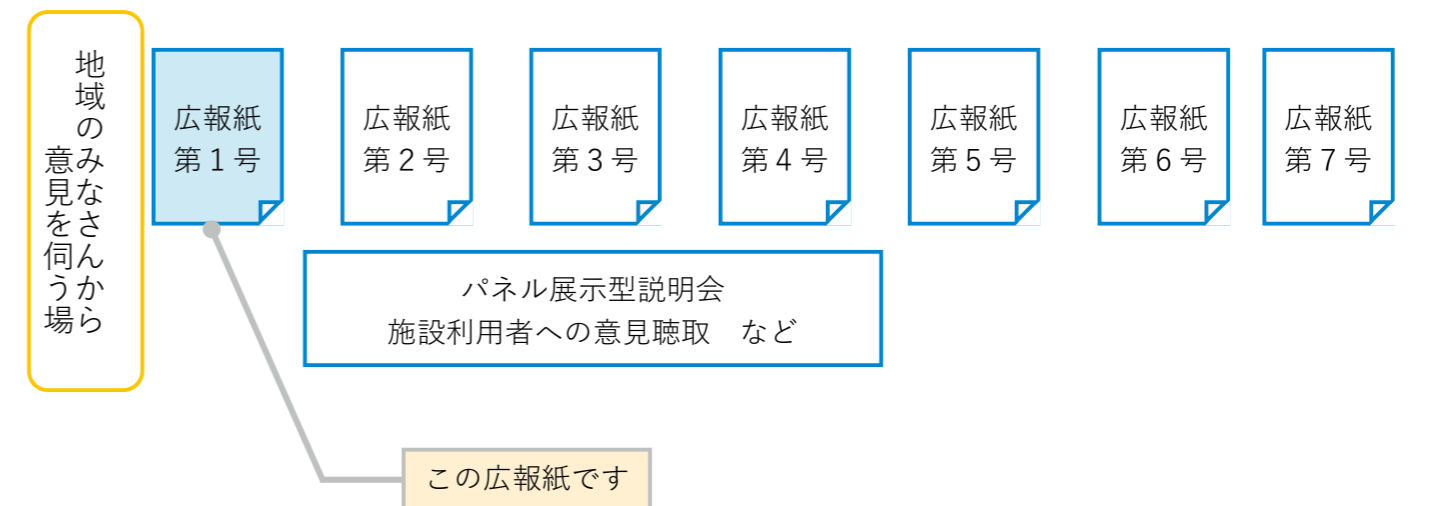 地域のみなさんから
意見を伺う場
広報紙
第1号
広報紙
第2号
広報紙
第3号
広報紙
第4号
広報紙
第5号
広報紙
第6号
広報紙
第7号
パネル展示型説明会
施設利用者への意見聴取　など
この広報紙です